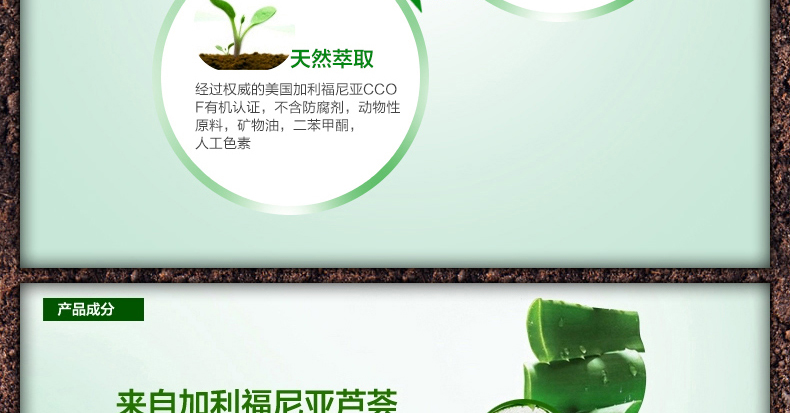 天然萃取
经过权威的美国加利福尼亚CCO
F有机认证，不含防腐剂，动物性
原料，矿物油，二苯甲酮，
人工色素
产品成分
来自加利福尼亚芦荟